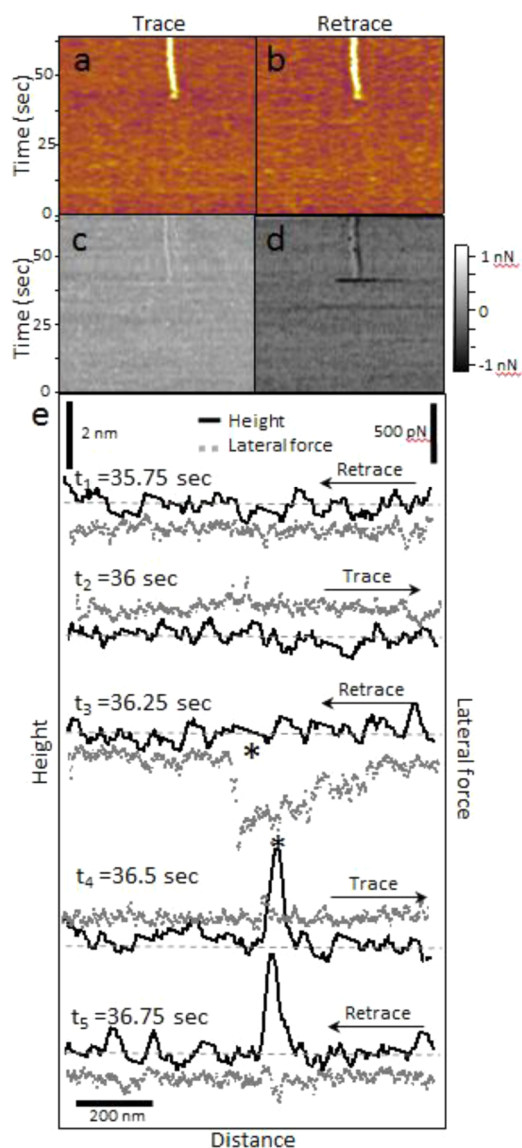 Trace Retrace
a b
Time (sec)
50
25
0
c d
Time (sec)
50
25
0
1 nN
0
-1 nN
e
2 nm
Height
Lateral force
500 pN
t1 =35.75 sec
Retrace
t2 =36 sec
Trace
t3 =36.25 sec
Retrace
*
Height
Lateral force
*
t4 =36.5 sec
Trace
t5 =36.75 sec
Retrace
200 nm
Distance